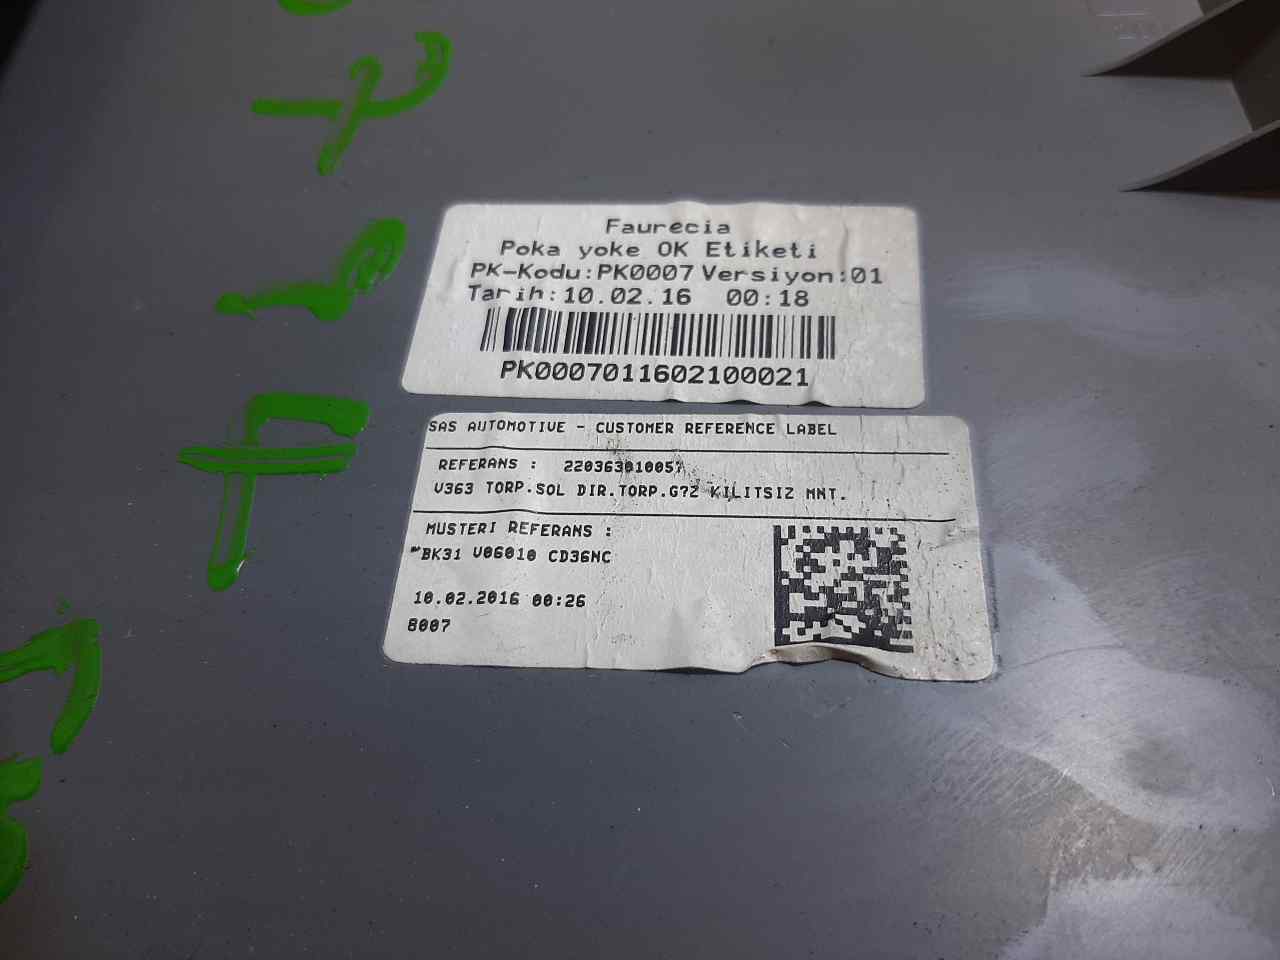 Faurecia
Poka yoke OK Etiketi
PK-Kodu:PK0007 Versiyon:01
Tarih:10.02.16 00:18
PK0007011602100021
SAS AUTOMOTIVE - CUSTOMER REFERENCE LABEL
REFERANS : 220363010057
V363 TORP.SOL DIR.TORP.G?Z KILITSIZ MNT.
MUSTERI REFERANS :
BK31 V06010 CD36NC
10.02.2016 00:26
8007